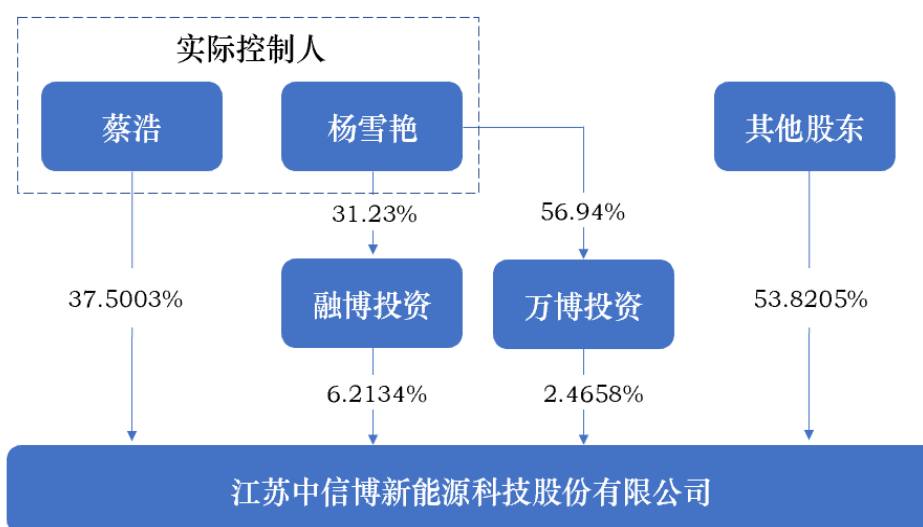 实际控制人
蔡浩
杨雪艳
其他股东
31.23%
56.94%
37.5003%
融博投资
万博投资
53.8205%
6.2134%
2.4658%
江苏中信博新能源科技股份有限公司